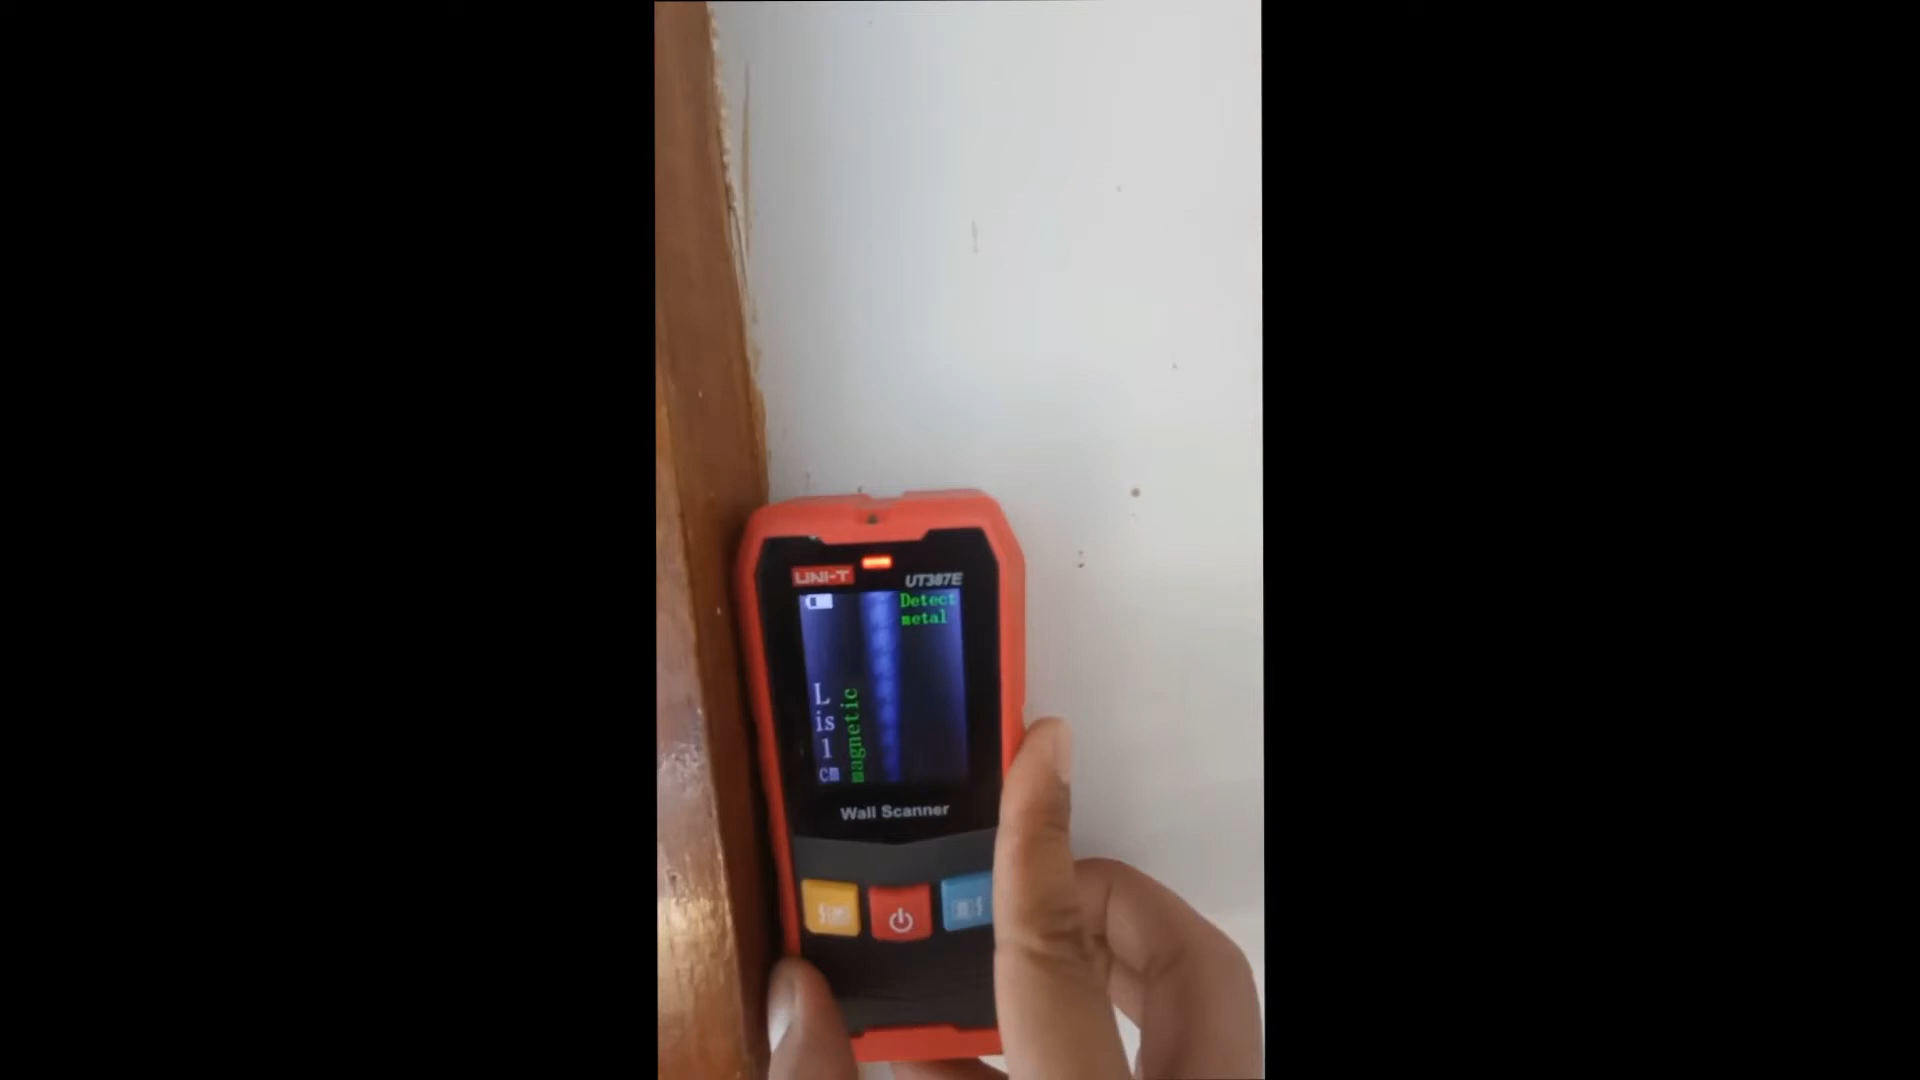 UNI-T
UT387E
Detect
metal
L
is
1
cm
magnetic
Wall Scanner